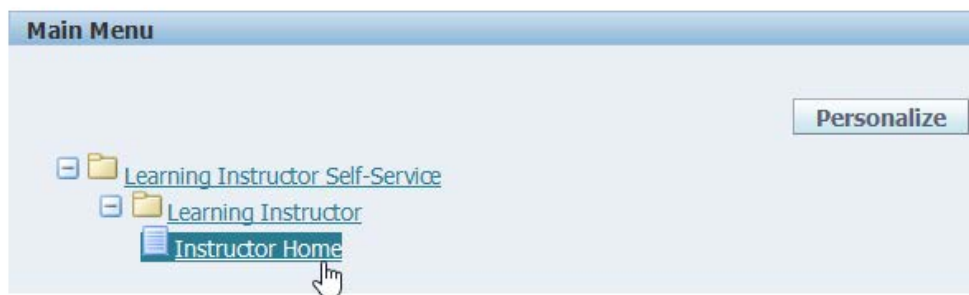 Main Menu
Personalize
Learning Instructor Self-Service
Learning Instructor
Instructor Home